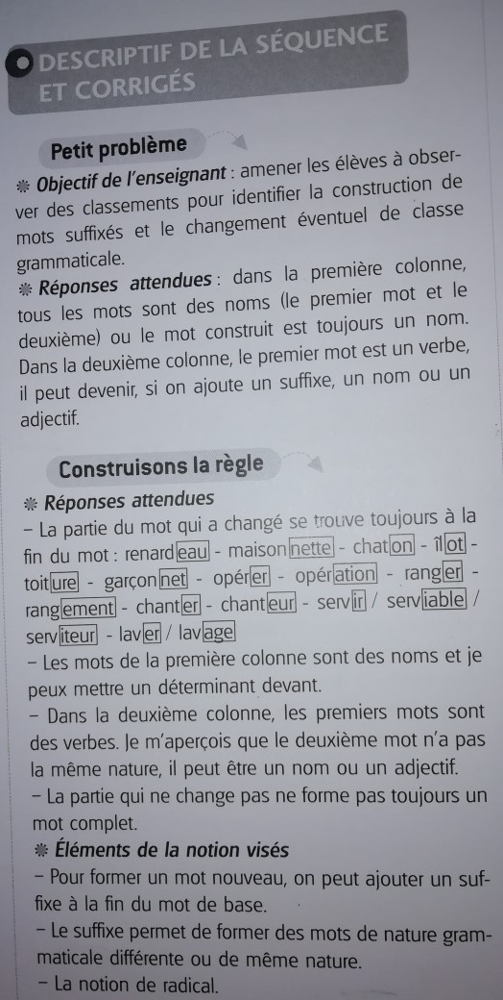 DESCRIPTIF DE LA SÉQUENCE
ET CORRIGÉS
Petit problème
❋ Objectif de l'enseignant : amener les élèves à obser-
ver des classements pour identifier la construction de
mots suffixés et le changement éventuel de classe
grammaticale.
❋ Réponses attendues : dans la première colonne,
tous les mots sont des noms (le premier mot et le
deuxième) ou le mot construit est toujours un nom.
Dans la deuxième colonne, le premier mot est un verbe,
il peut devenir, si on ajoute un suffixe, un nom ou un
adjectif.
Construisons la règle
❋ Réponses attendues
– La partie du mot qui a changé se trouve toujours à la
fin du mot : renardeau - maisonnette - chaton - îlot -
toiture - garçonnet - opérer - opération - ranger -
rangement - chanter - chanteur - servir / serviable /
serviteur - laver / lavage
– Les mots de la première colonne sont des noms et je
peux mettre un déterminant devant.
– Dans la deuxième colonne, les premiers mots sont
des verbes. Je m'aperçois que le deuxième mot n'a pas
la même nature, il peut être un nom ou un adjectif.
– La partie qui ne change pas ne forme pas toujours un
mot complet.
❋ Éléments de la notion visés
– Pour former un mot nouveau, on peut ajouter un suf-
fixe à la fin du mot de base.
– Le suffixe permet de former des mots de nature gram-
maticale différente ou de même nature.
– La notion de radical.